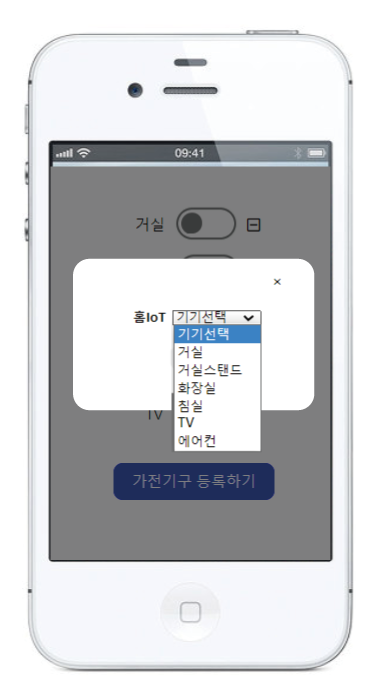 09:41
거실
×
홈IoT 기기선택
기기선택
거실
거실스탠드
화장실
침실
TV
에어컨
TV
가전기구 등록하기